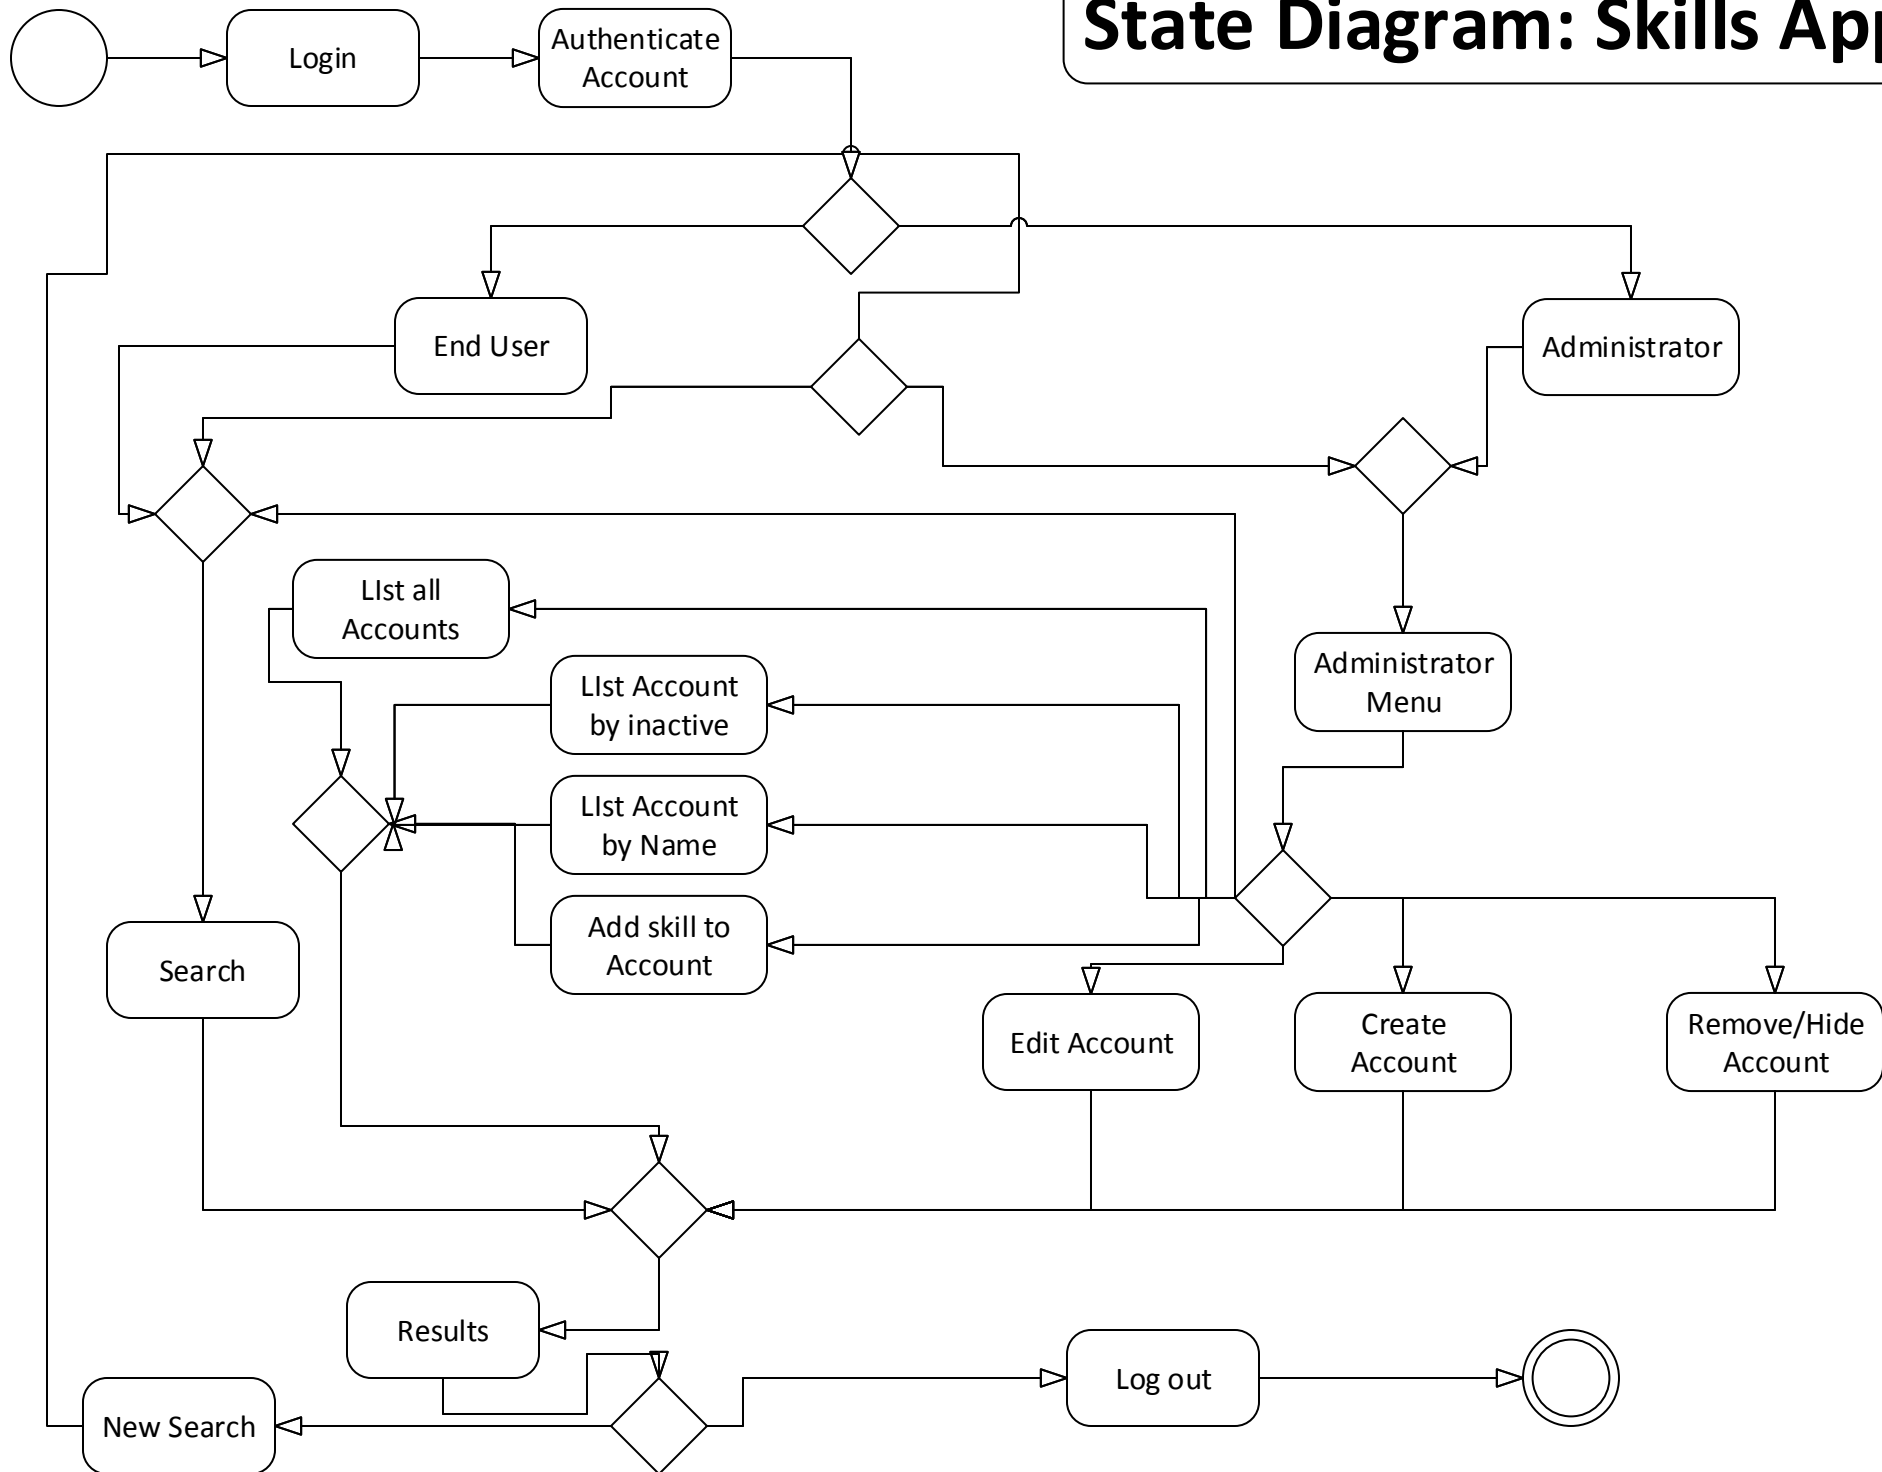 State Diagram: Skills App
Login
Authenticate
Account
End User
Administrator
LIst all
Accounts
LIst Account
by inactive
Administrator
Menu
LIst Account
by Name
Add skill to
Account
Search
Edit Account
Create
Account
Remove/Hide
Account
Results
Log out
New Search